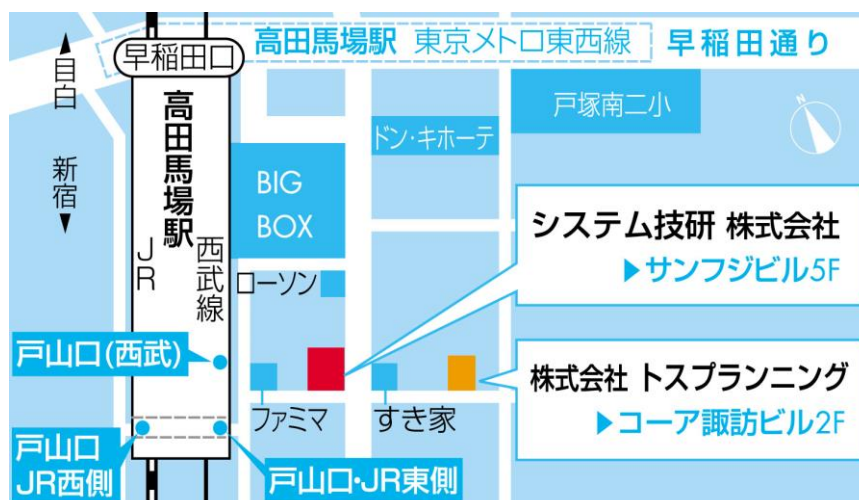 高田馬場駅 東京メトロ東西線
早稲田通り
早稲田口
▲目白
新宿▼
高田馬場駅
JR
西武線
戸塚南二小
N
ドン・キホーテ
BIG
BOX
システム技研 株式会社
▶サンフジビル5F
ローソン
戸山口(西武)
株式会社 トスプランニング
▶コーア諏訪ビル2F
ファミマ
すき家
戸山口
JR西側
戸山口・JR東側